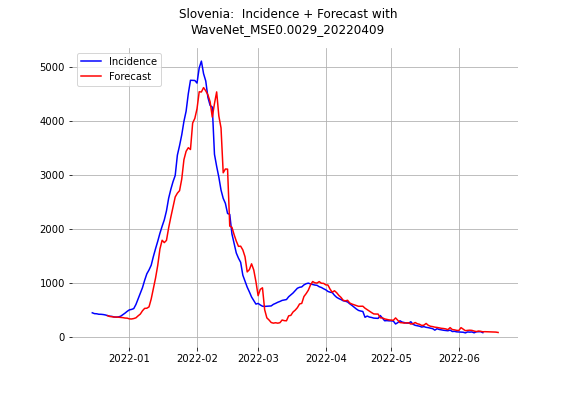 Slovenia:  Incidence + Forecast with
WaveNet_MSE0.0029_20220409
Incidence
Forecast
5000
4000
3000
2000
1000
0
2022-01 2022-02 2022-03 2022-04 2022-05 2022-06